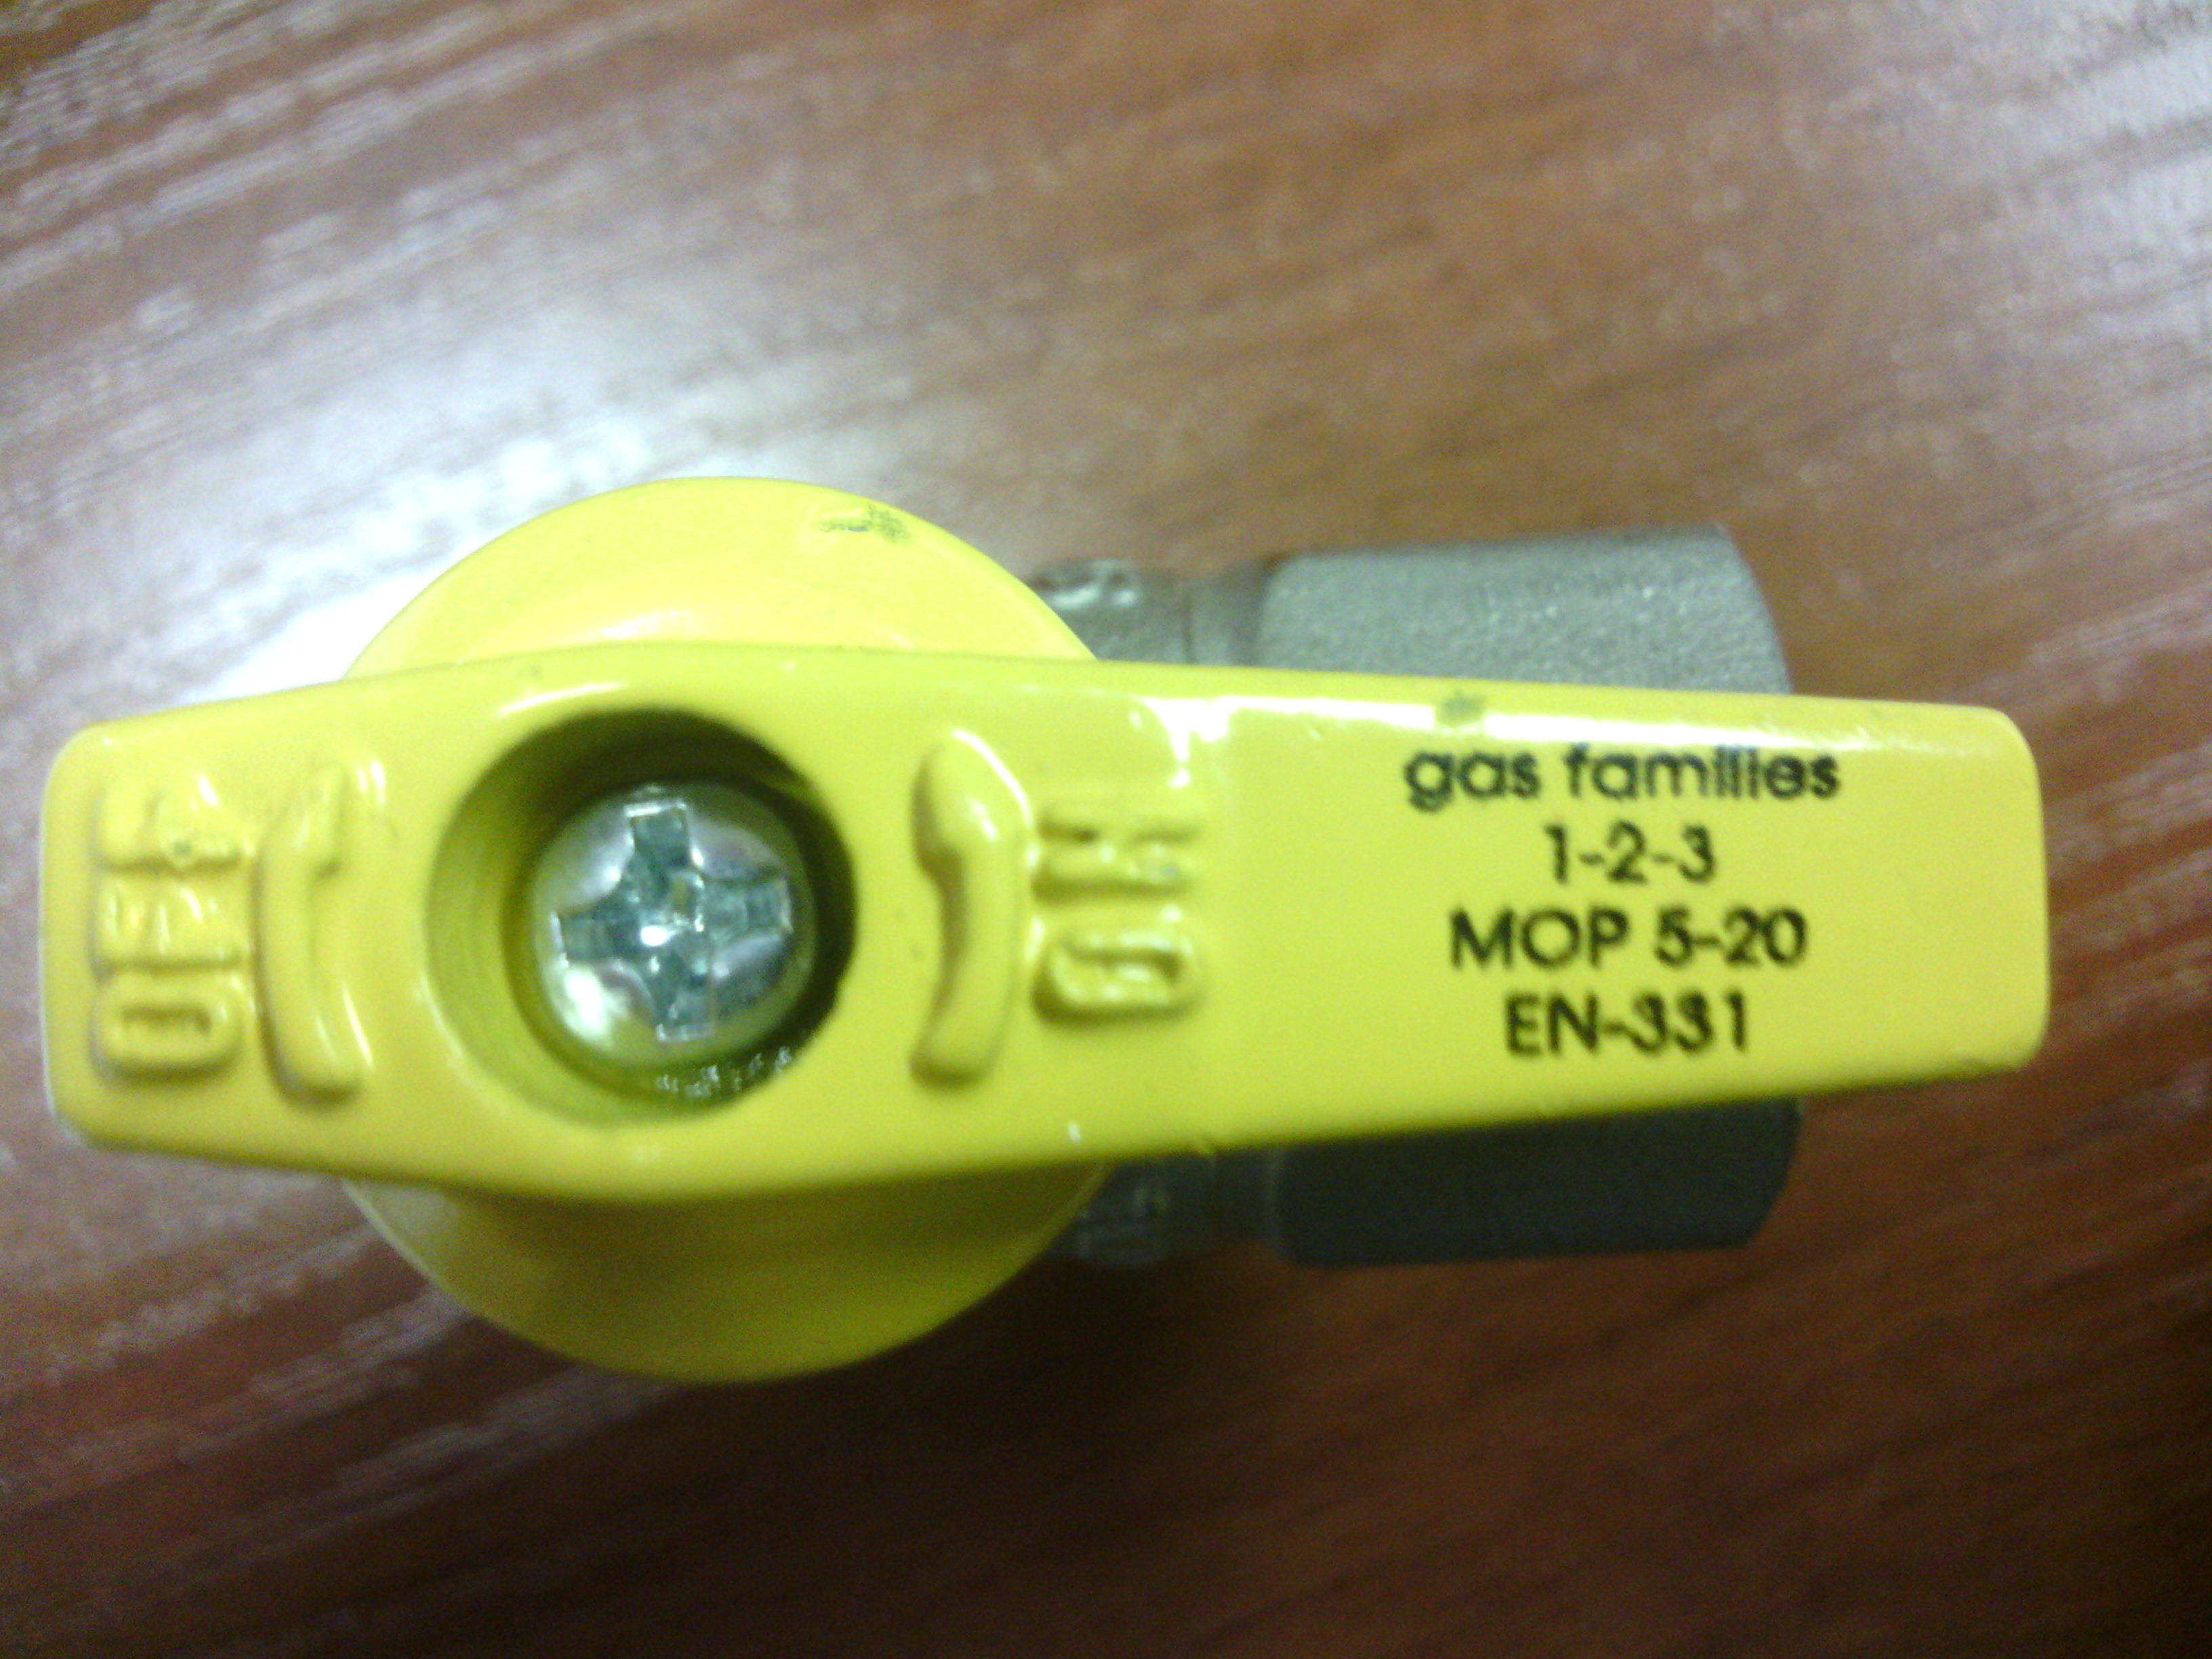 OFF
ON
gas families
1-2-3
MOP 5-20
EN-331